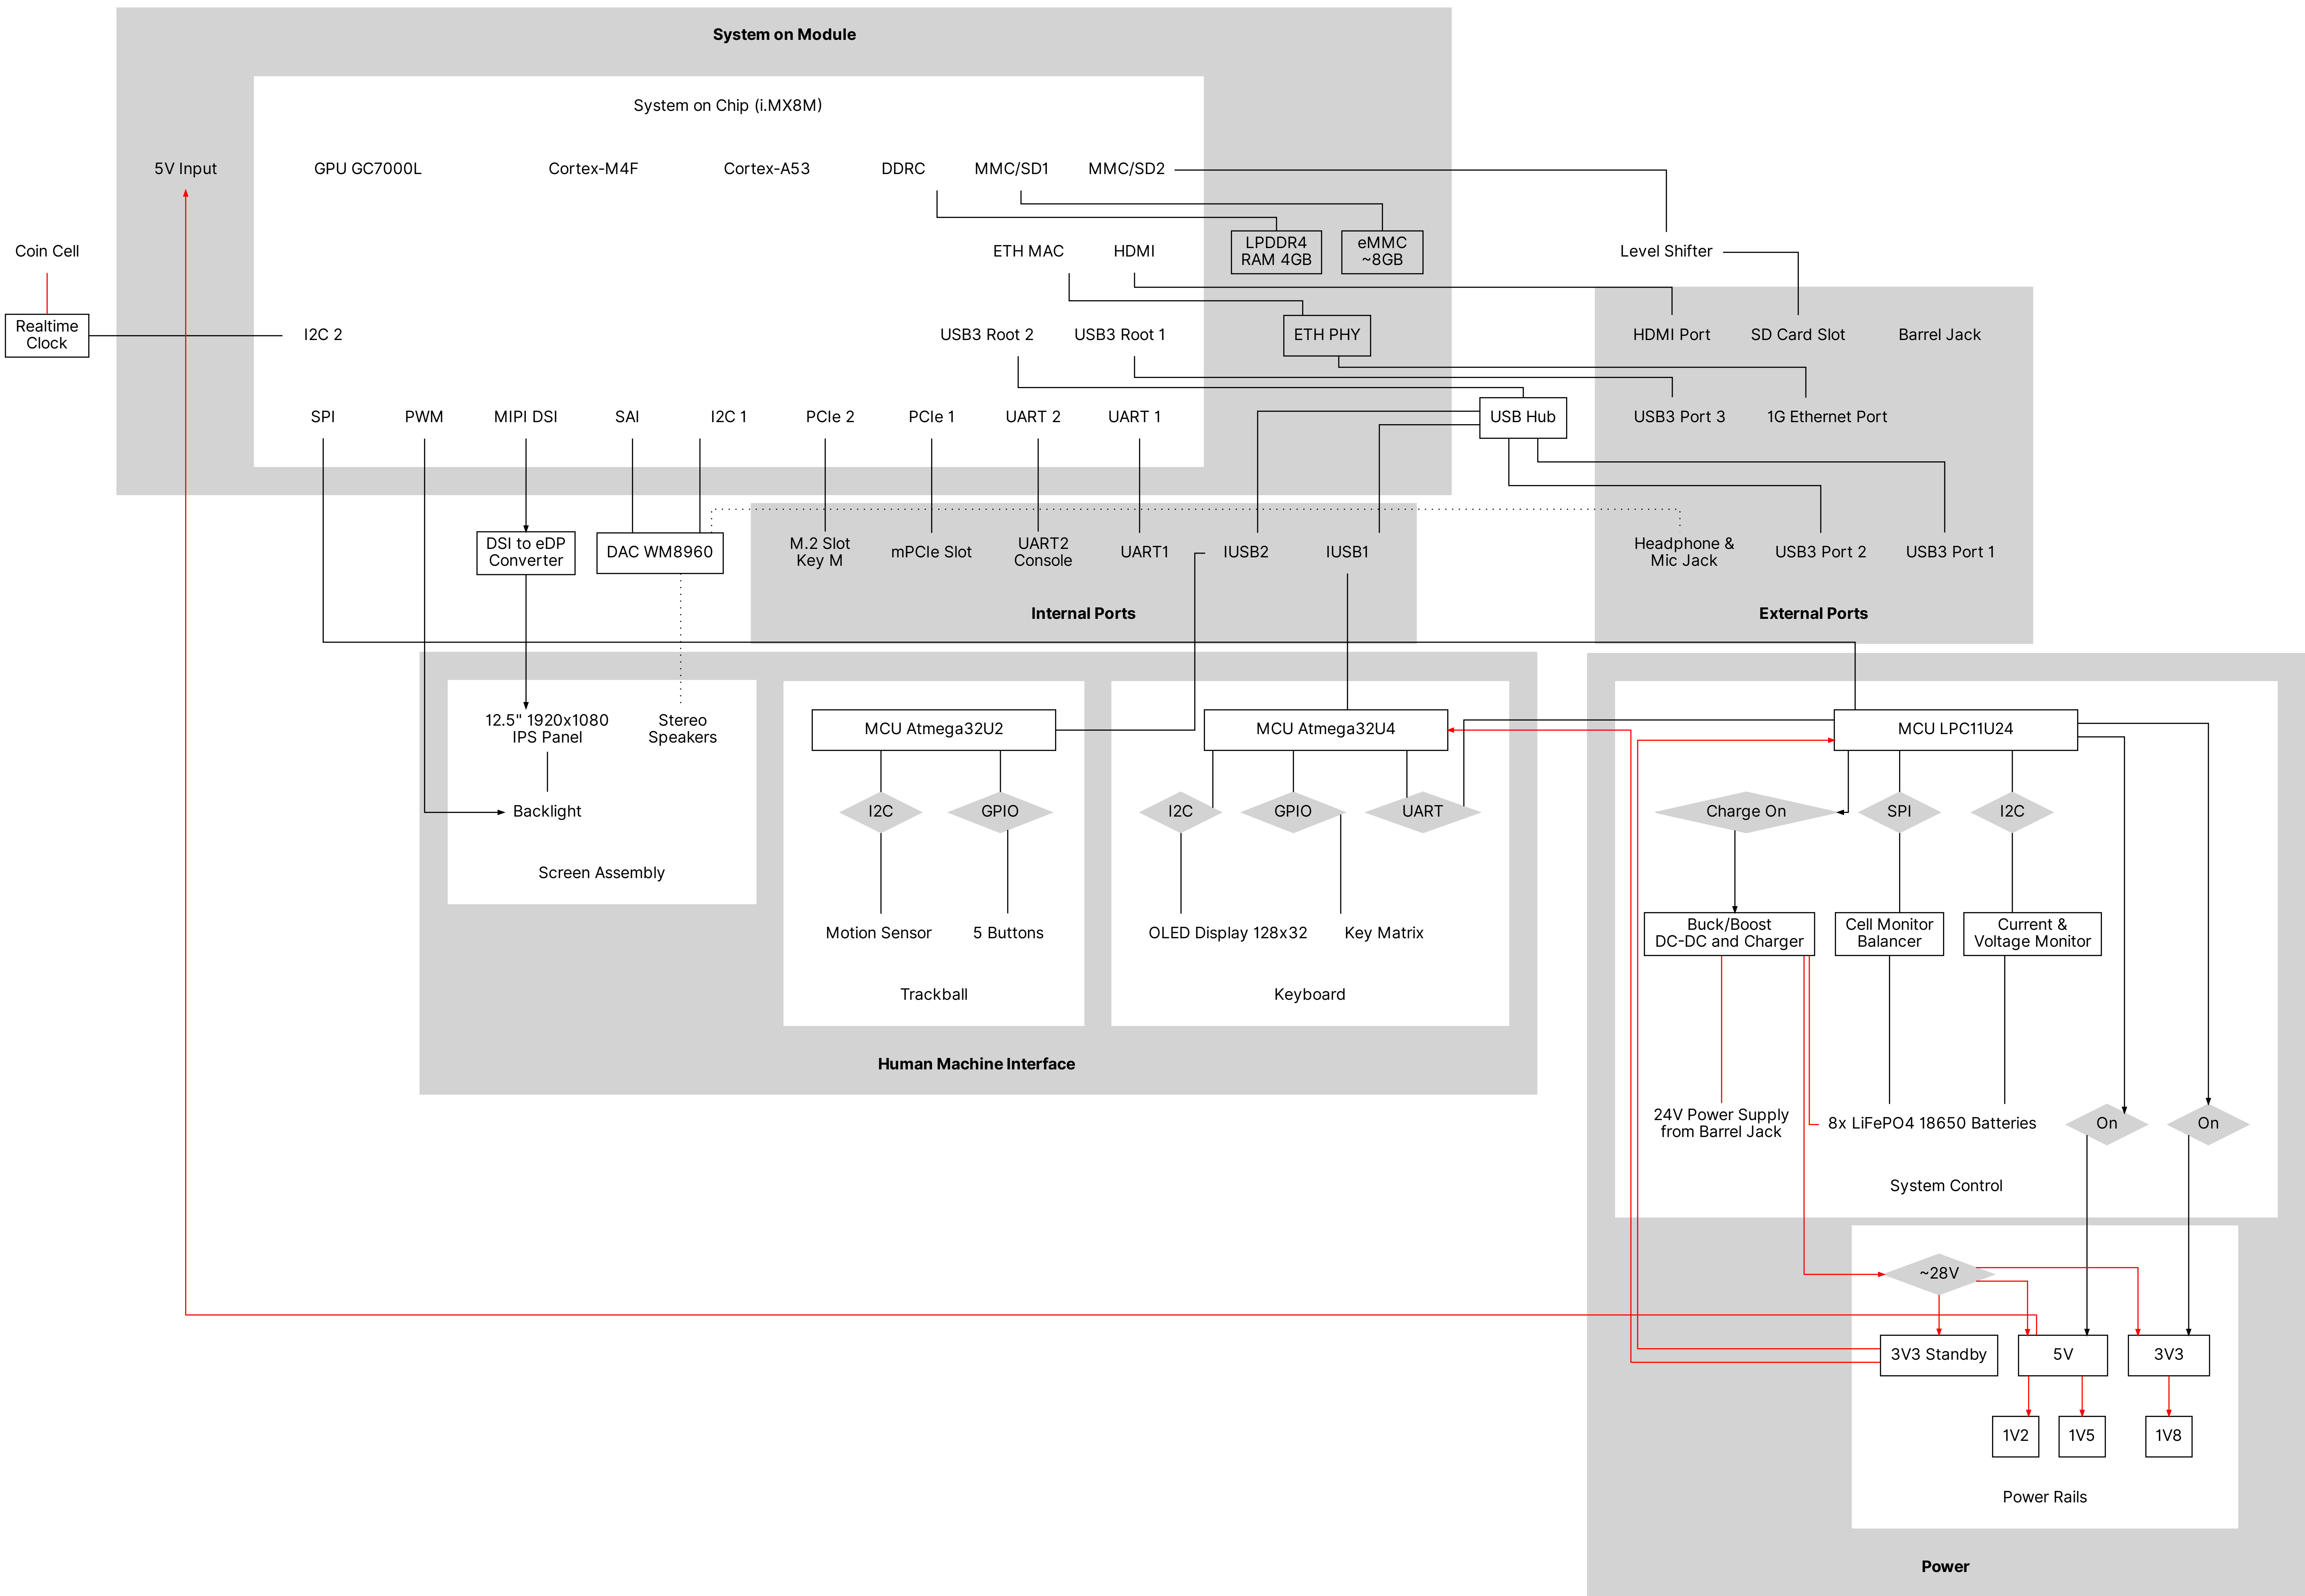 System on Module
System on Chip (i.MX8M)
5V Input
GPU GC7000L
Cortex-M4F
Cortex-A53
DDRC
MMC/SD1
MMC/SD2
Coin Cell
ETH MAC
HDMI
LPDDR4
RAM 4GB
eMMC
~8GB
Level Shifter
Realtime
Clock
I2C 2
USB3 Root 2
USB3 Root 1
ETH PHY
HDMI Port
SD Card Slot
Barrel Jack
SPI
PWM
MIPI DSI
SAI
I2C 1
PCIe 2
PCIe 1
UART 2
UART 1
USB Hub
USB3 Port 3
1G Ethernet Port
DSI to eDP
Converter
DAC WM8960
M.2 Slot
Key M
mPCIe Slot
UART2
Console
UART1
IUSB2
IUSB1
Headphone &
Mic Jack
USB3 Port 2
USB3 Port 1
Internal Ports
External Ports
12.5" 1920x1080
IPS Panel
Stereo
Speakers
MCU Atmega32U2
MCU Atmega32U4
MCU LPC11U24
Backlight
I2C
GPIO
I2C
GPIO
UART
Charge On
SPI
I2C
Screen Assembly
Motion Sensor
5 Buttons
OLED Display 128x32
Key Matrix
Buck/Boost
DC-DC and Charger
Cell Monitor
Balancer
Current &
Voltage Monitor
Trackball
Keyboard
Human Machine Interface
24V Power Supply
from Barrel Jack
8x LiFePO4 18650 Batteries
On
On
System Control
~28V
3V3 Standby
5V
3V3
1V2
1V5
1V8
Power Rails
Power